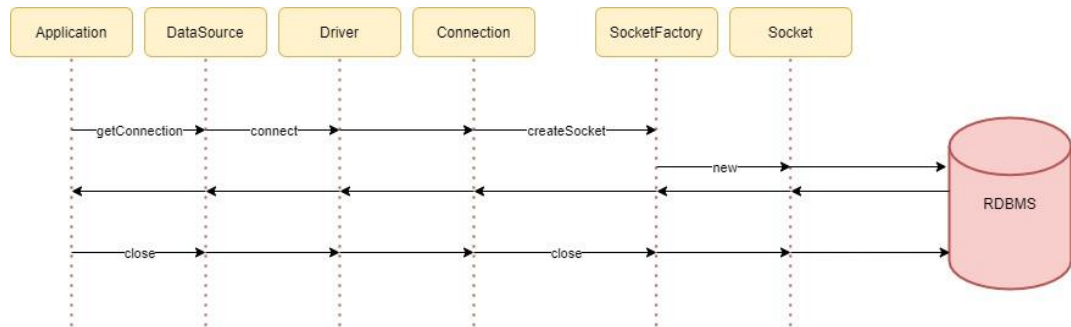 Application
DataSource
Driver
Connection
SocketFactory
Socket
getConnection
connect
createSocket
new
RDBMS
close
close